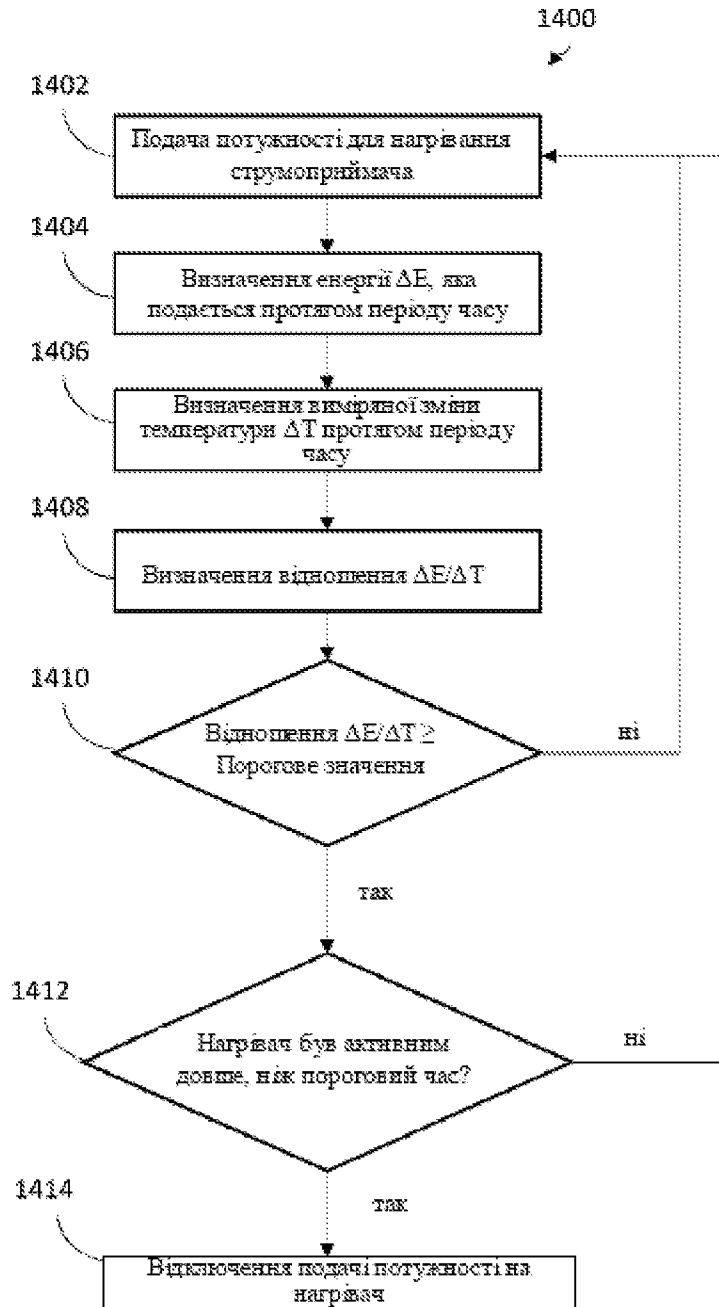 1400
1402
Подача потужності для нагрівання
струмоприймача
1404
Визначення енергії ΔE, яка
подається протягом періоду часу
1406
Визначення виміряної зміни
температури ΔT протягом періоду
часу
1408
Визначення відношення ΔE/ΔT
1410
Відношення ΔE/ΔT ≥
Порогове значення
ні
так
1412
Нагрівач був активним
довше, ніж пороговий час?
ні
так
1414
Відключення подачі потужності на
нагрівач